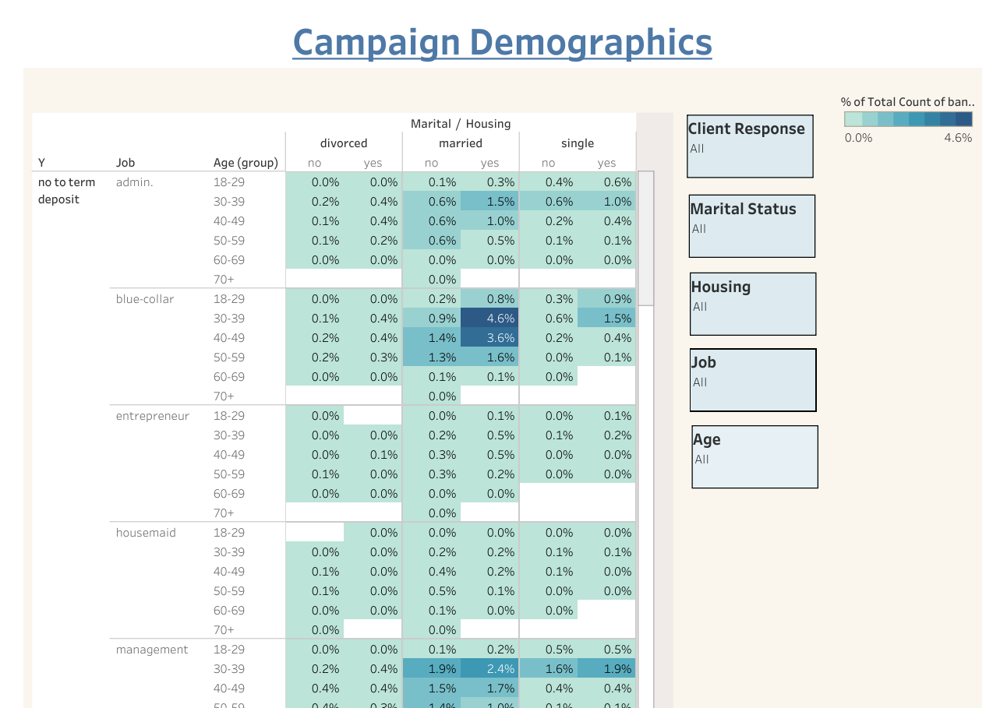 Campaign Demographics
% of Total Count of ban..
0.0% 4.6%
Marital / Housing
divorced married single
Y Job Age (group) no yes no yes no yes
no to term deposit admin. 18-29 0.0% 0.0% 0.1% 0.3% 0.4% 0.6%
30-39 0.2% 0.4% 0.6% 1.5% 0.6% 1.0%
40-49 0.1% 0.4% 0.6% 1.0% 0.2% 0.4%
50-59 0.1% 0.2% 0.6% 0.5% 0.1% 0.1%
60-69 0.0% 0.0% 0.0% 0.0% 0.0% 0.0%
70+ 0.0%
blue-collar 18-29 0.0% 0.0% 0.2% 0.8% 0.3% 0.9%
30-39 0.1% 0.4% 0.9% 4.6% 0.6% 1.5%
40-49 0.2% 0.4% 1.4% 3.6% 0.2% 0.4%
50-59 0.2% 0.3% 1.3% 1.6% 0.0% 0.1%
60-69 0.0% 0.0% 0.1% 0.1% 0.0%
70+ 0.0%
entrepreneur 18-29 0.0% 0.0% 0.1% 0.0% 0.1%
30-39 0.0% 0.0% 0.2% 0.5% 0.1% 0.2%
40-49 0.0% 0.1% 0.3% 0.5% 0.0% 0.0%
50-59 0.1% 0.0% 0.3% 0.2% 0.0% 0.0%
60-69 0.0% 0.0% 0.0% 0.0%
70+ 0.0%
housemaid 18-29 0.0% 0.0% 0.0% 0.0% 0.0%
30-39 0.0% 0.0% 0.2% 0.2% 0.1% 0.1%
40-49 0.1% 0.0% 0.4% 0.2% 0.1% 0.0%
50-59 0.1% 0.0% 0.5% 0.1% 0.0% 0.0%
60-69 0.0% 0.0% 0.1% 0.0% 0.0%
70+ 0.0% 0.0%
management 18-29 0.0% 0.0% 0.1% 0.2% 0.5% 0.5%
30-39 0.2% 0.4% 1.9% 2.4% 1.6% 1.9%
40-49 0.4% 0.4% 1.5% 1.7% 0.4% 0.4%
50-59 0.4% 0.3% 1.4% 1.0% 0.1% 0.1%
Client Response
All
Marital Status
All
Housing
All
Job
All
Age
All